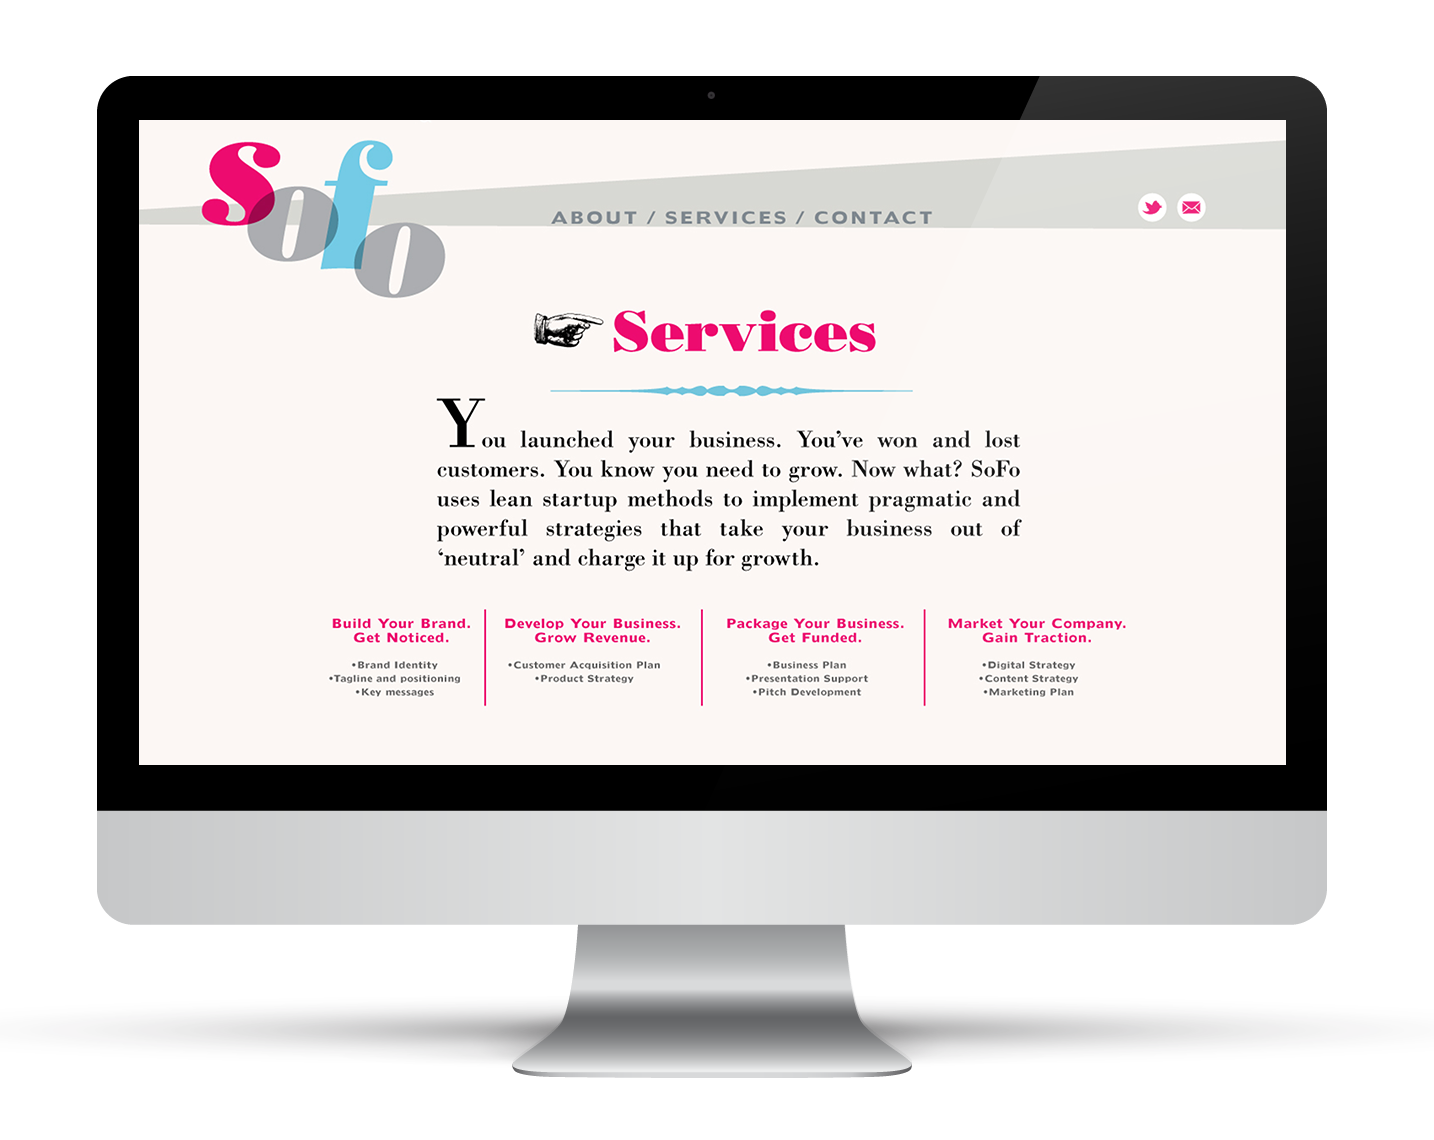 SoFo
ABOUT / SERVICES / CONTACT
Services
You launched your business. You’ve won and lost
customers. You know you need to grow. Now what? SoFo
uses lean startup methods to implement pragmatic and
powerful strategies that take your business out of
‘neutral’ and charge it up for growth.
Build Your Brand.
Get Noticed.
•Brand Identity
•Tagline and positioning
•Key messages
Develop Your Business.
Grow Revenue.
•Customer Acquisition Plan
•Product Strategy
Package Your Business.
Get Funded.
•Business Plan
•Presentation Support
•Pitch Development
Market Your Company.
Gain Traction.
•Digital Strategy
•Content Strategy
•Marketing Plan